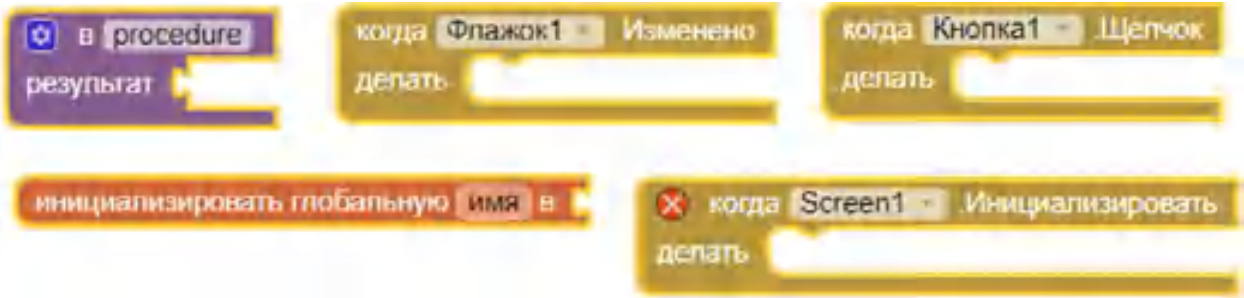 в procedure
результат
когда Флажок1 Изменено
делать
когда Кнопка1 .Щелчок
делать
инициализировать глобальную имя в
когда Screen1 .Инициализировать
делать